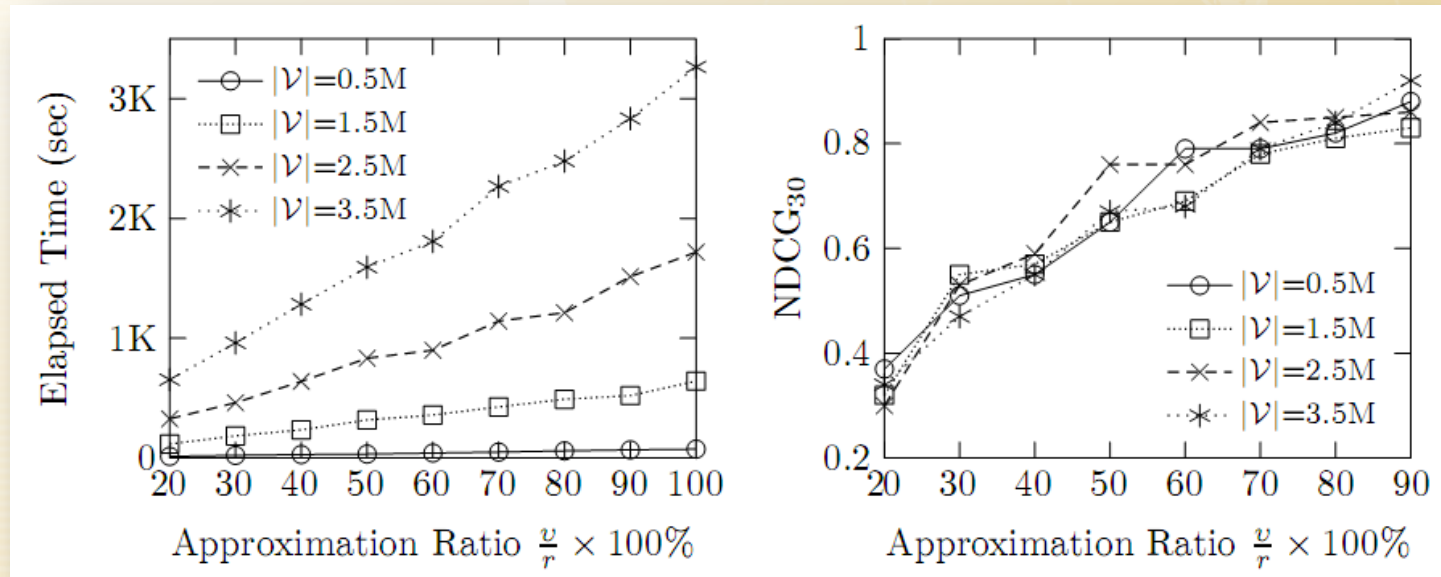 Elapsed Time (sec)
3K
2K
1K
0
|𝒱|=0.5M
|𝒱|=1.5M
|𝒱|=2.5M
|𝒱|=3.5M
20 30 40 50 60 70 80 90 100
Approximation Ratio υ/r × 100%
NDCG₃₀
1
0.8
0.6
0.4
0.2
|𝒱|=0.5M
|𝒱|=1.5M
|𝒱|=2.5M
|𝒱|=3.5M
20 30 40 50 60 70 80 90
Approximation Ratio υ/r × 100%